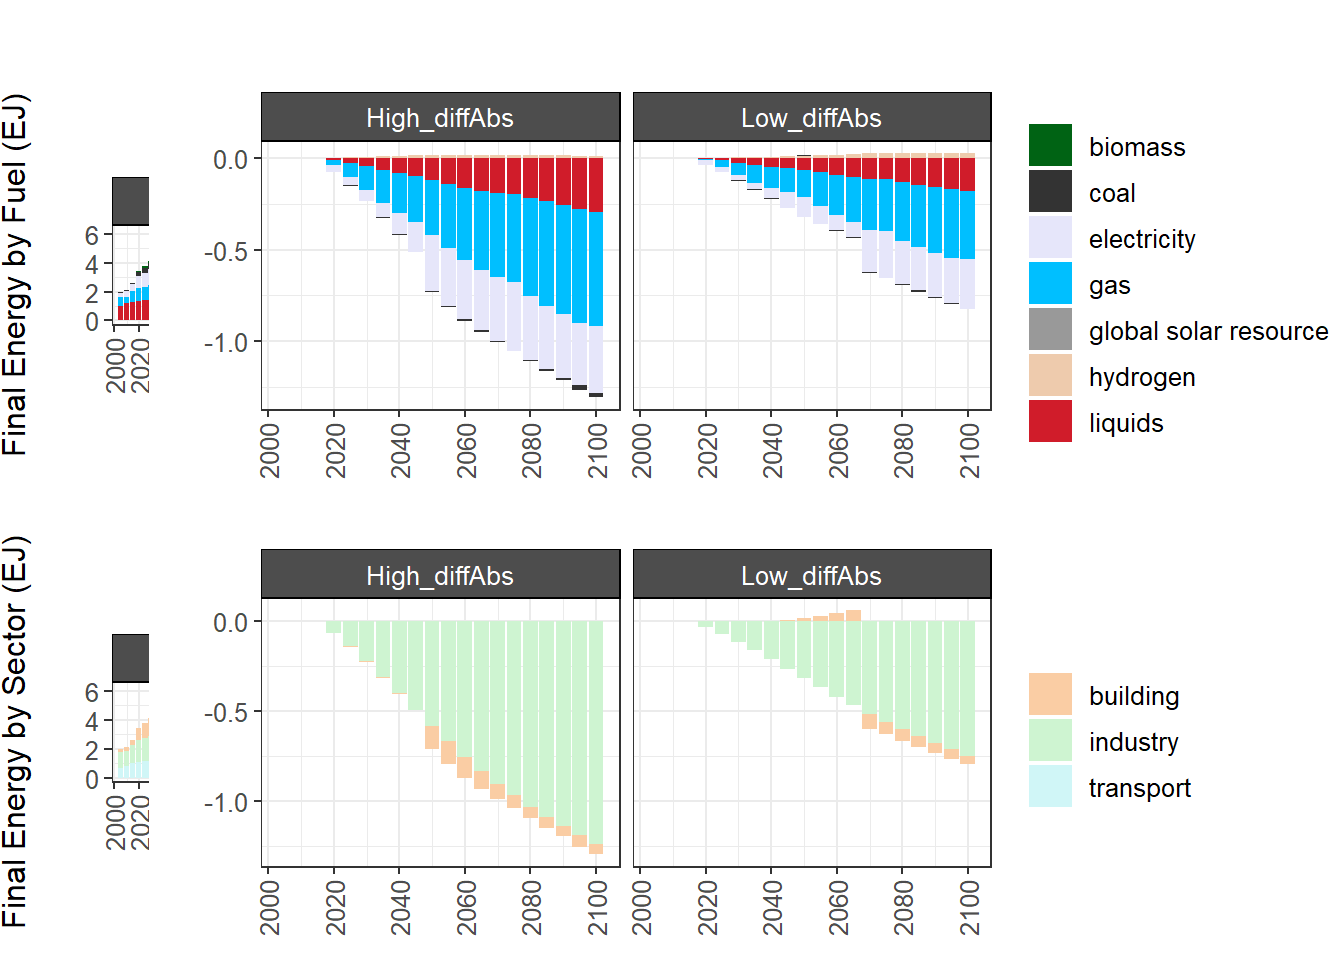 Final Energy by Fuel (EJ)
6
4
2
0
2000
2020
High_diffAbs
Low_diffAbs
0.0
-0.5
-1.0
2000
2020
2040
2060
2080
2100
2000
2020
2040
2060
2080
2100
biomass
coal
electricity
gas
global solar resource
hydrogen
liquids
Final Energy by Sector (EJ)
6
4
2
0
2000
2020
High_diffAbs
Low_diffAbs
0.0
-0.5
-1.0
2000
2020
2040
2060
2080
2100
2000
2020
2040
2060
2080
2100
building
industry
transport